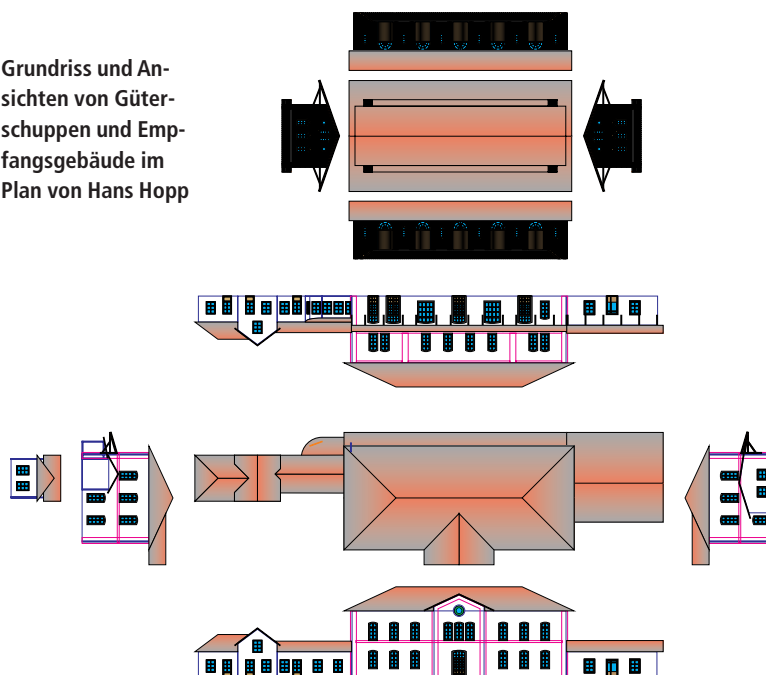 Grundriss und An-
sichten von Güter-
schuppen und Emp-
fangsgebäude im
Plan von Hans Hopp